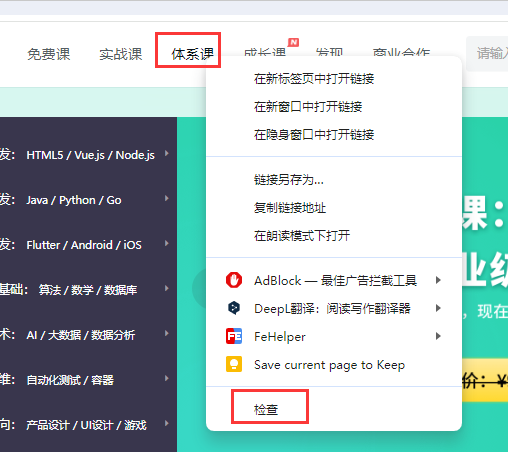 免费课 实战课 体系课 成长课 发现 商业合作 请输入
N
在新标签页中打开链接
在新窗口中打开链接
在隐身窗口中打开链接
链接另存为...
复制链接地址
在朗读模式下打开
AdBlock — 最佳广告拦截工具
DeepL翻译：阅读写作翻译器
FeHelper
Save current page to Keep
检查
发： HTML5 / Vue.js / Node.js
发： Java / Python / Go
发： Flutter / Android / iOS
基础： 算法 / 数学 / 数据库
术： AI / 大数据 / 数据分析
维： 自动化测试 / 容器
向： 产品设计 / UI设计 / 游戏
课：
业级
，现在
价：¥